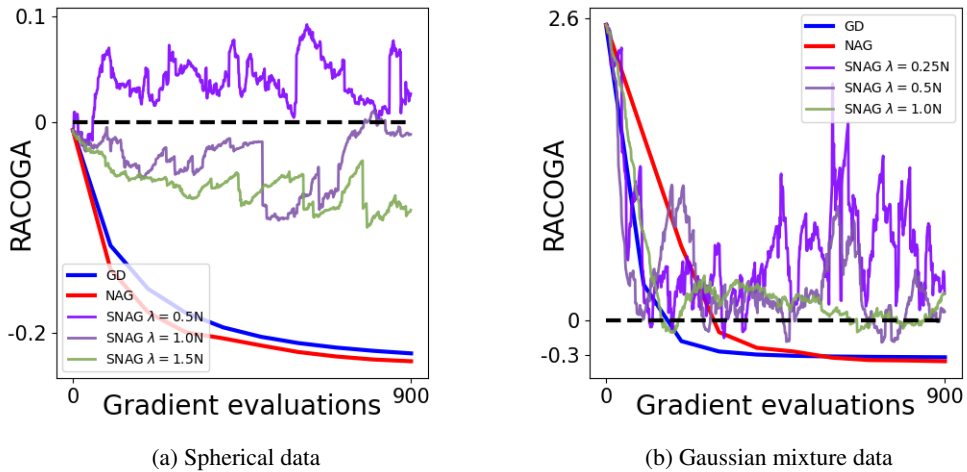 0.1
0
-0.2
RACOGA
GD
NAG
SNAG λ = 0.5N
SNAG λ = 1.0N
SNAG λ = 1.5N
0
900
Gradient evaluations
(a) Spherical data
2.6
0
-0.3
RACOGA
GD
NAG
SNAG λ = 0.25N
SNAG λ = 0.5N
SNAG λ = 1.0N
0
900
Gradient evaluations
(b) Gaussian mixture data